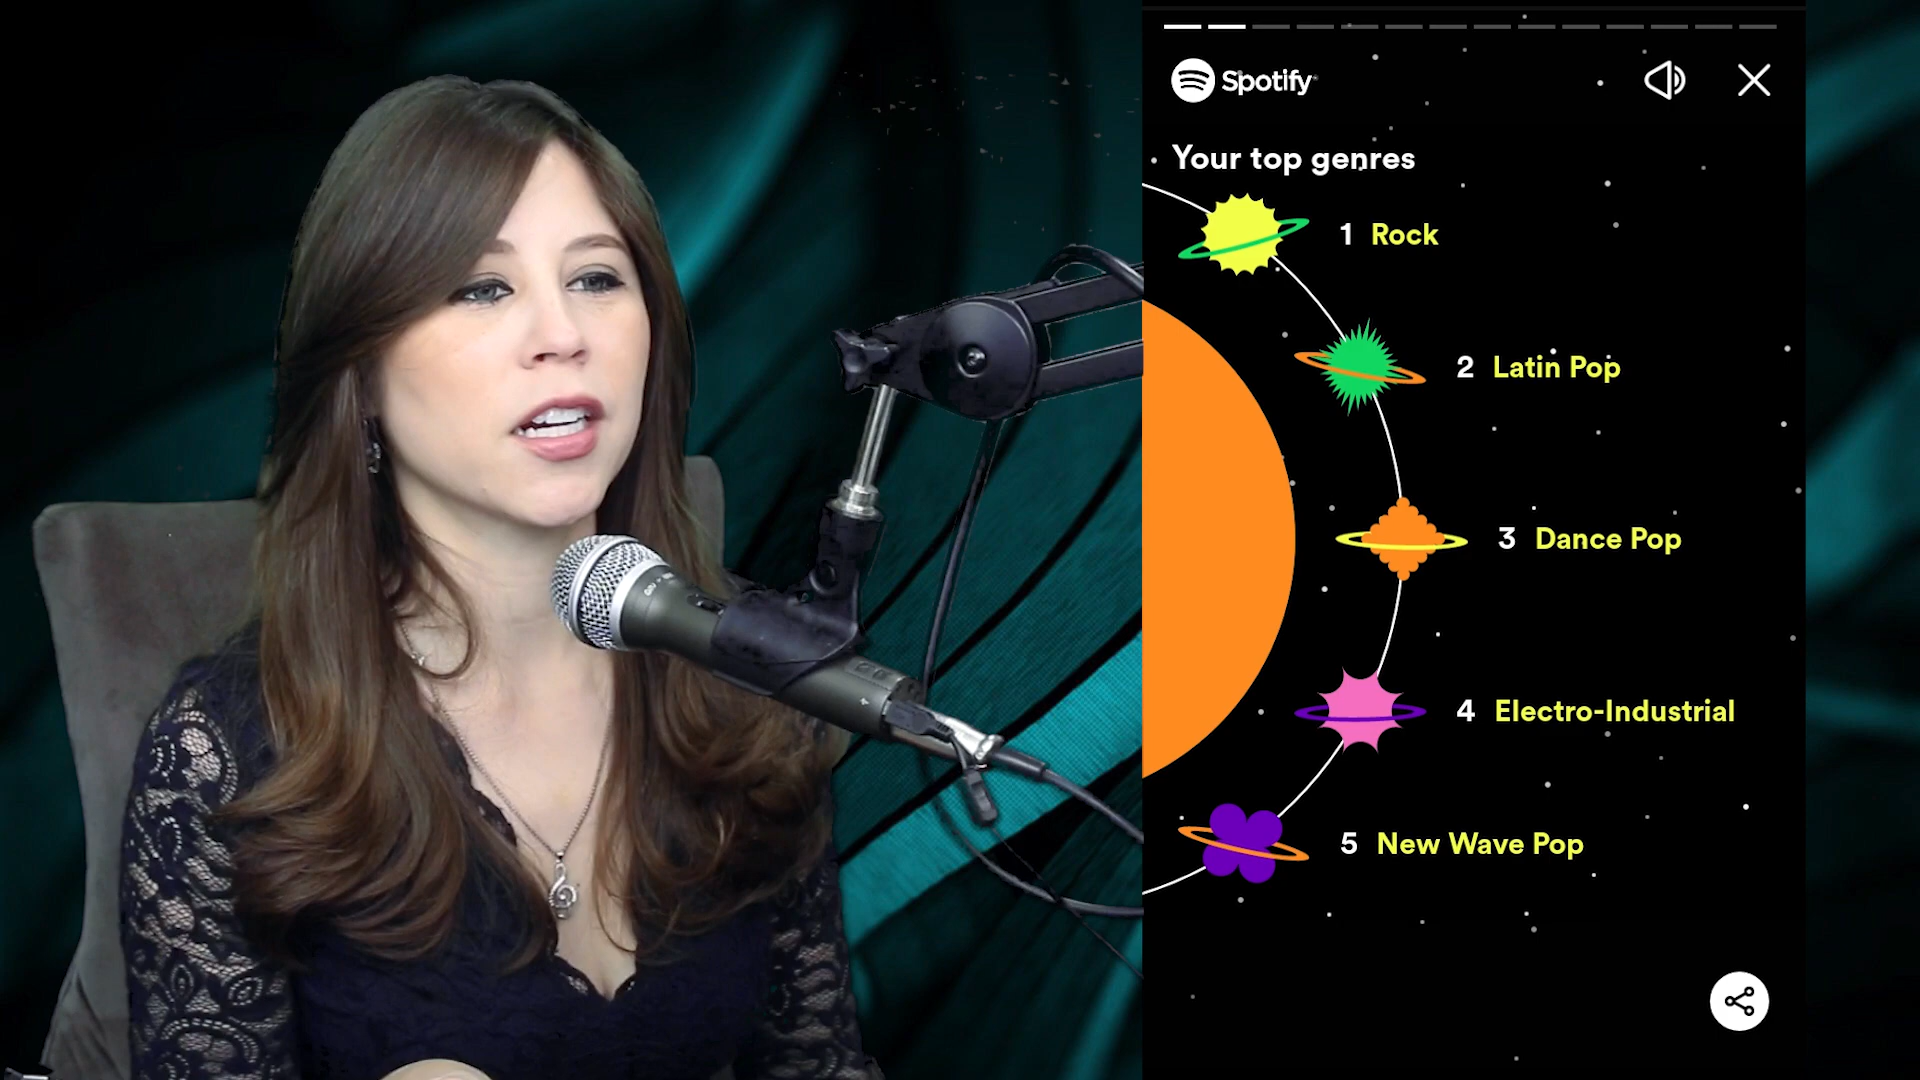 Spotify
Your top genres
1 Rock
2 Latin Pop
3 Dance Pop
4 Electro-Industrial
5 New Wave Pop